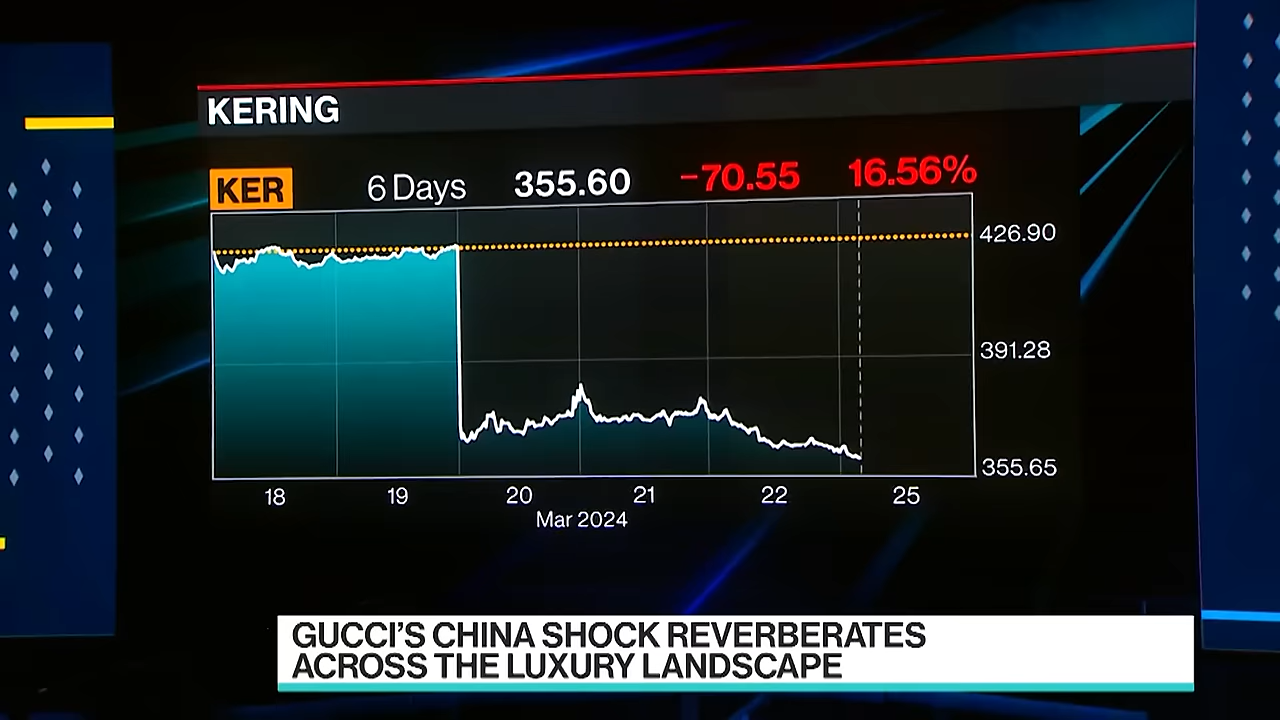 KERING
KER 6 Days 355.60 -70.55 16.56%
426.90
391.28
355.65
18 19 20 21 22 25
Mar 2024
GUCCI'S CHINA SHOCK REVERBERATES
ACROSS THE LUXURY LANDSCAPE